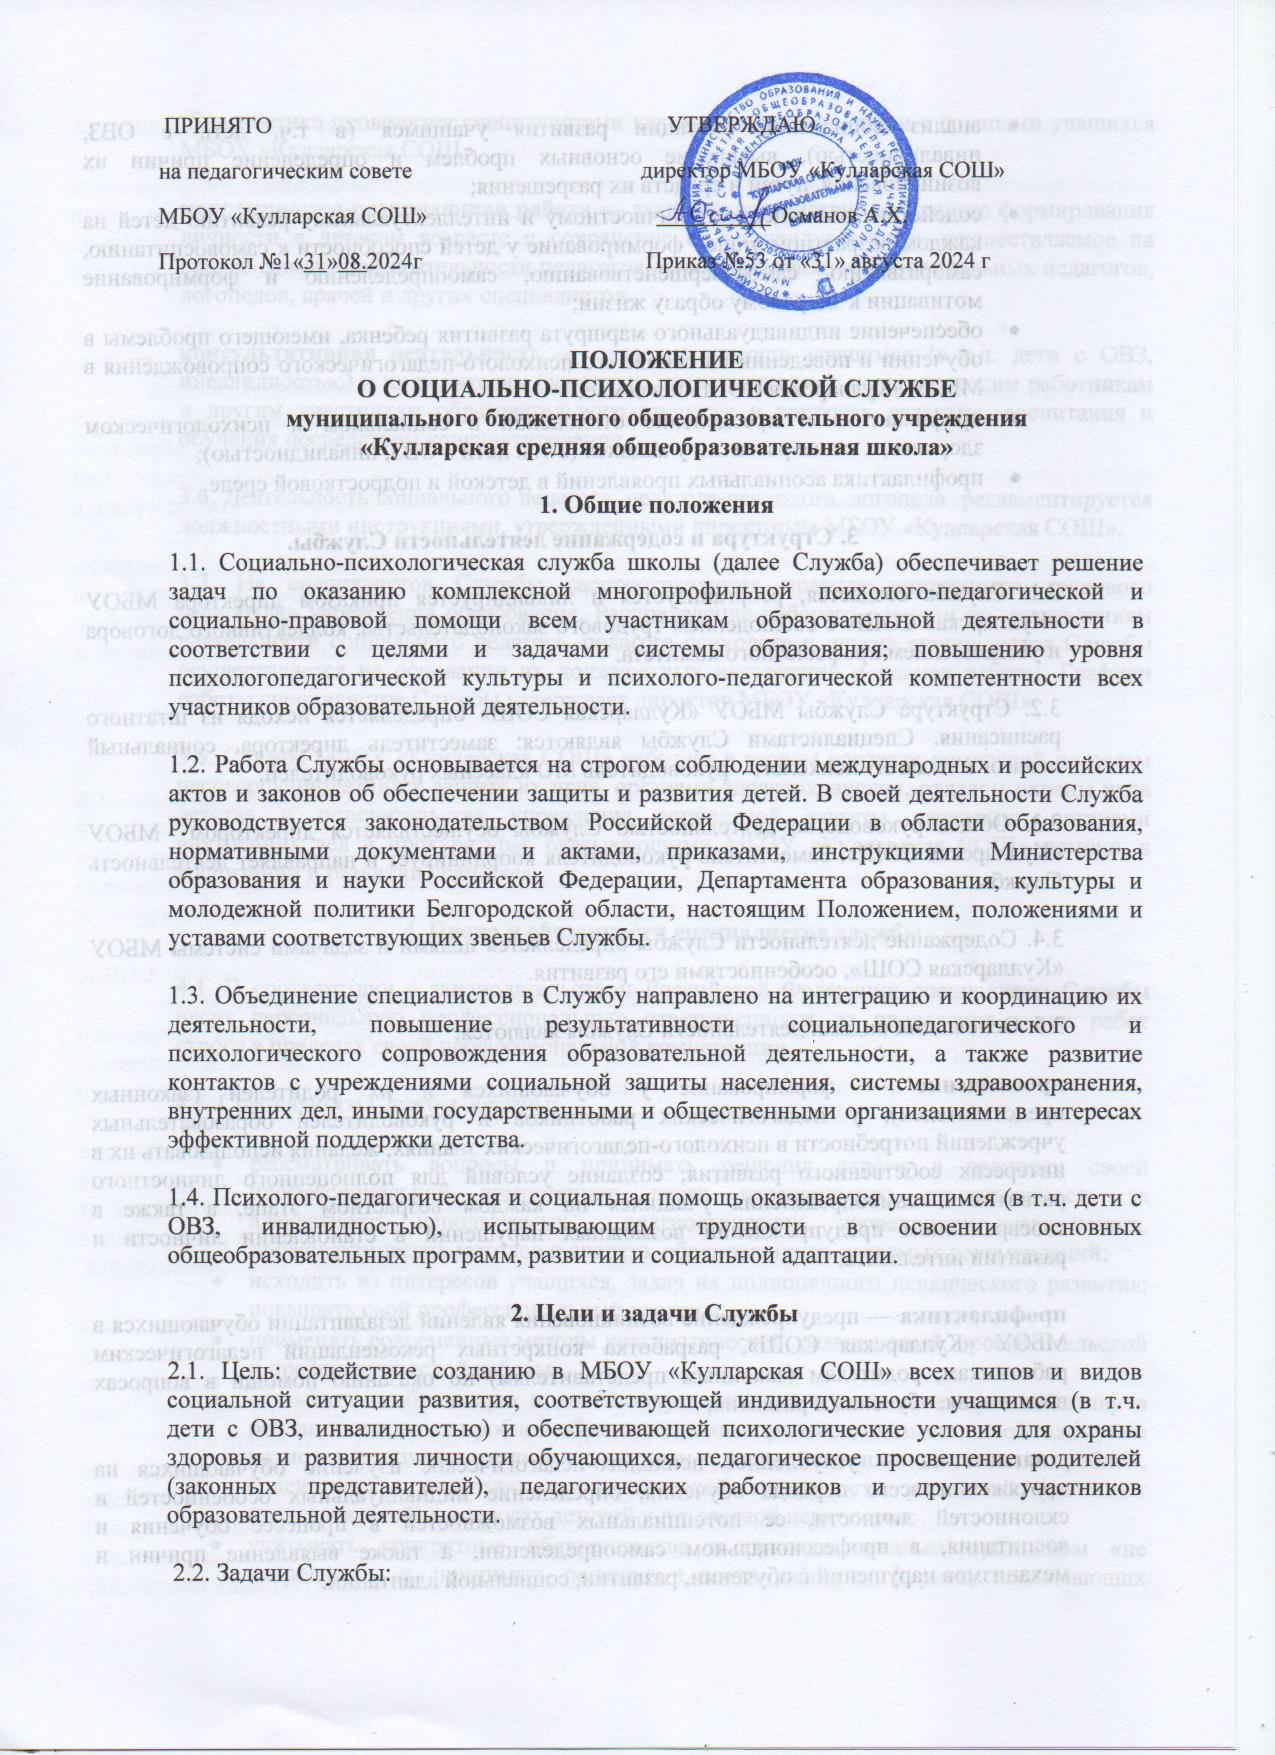 ПРИНЯТО УТВЕРЖДАЮ
на педагогическом совете директор МБОУ «Кулларская СОШ»
МБОУ «Кулларская СОШ» Османов А.Х.
Протокол №1«31»08.2024г Приказ №53 от «31» августа 2024 г
ПОЛОЖЕНИЕ
О СОЦИАЛЬНО-ПСИХОЛОГИЧЕСКОЙ СЛУЖБЕ
муниципального бюджетного общеобразовательного учреждения
«Кулларская средняя общеобразовательная школа»
1. Общие положения
1.1. Социально-психологическая служба школы (далее Служба) обеспечивает решение
задач по оказанию комплексной многопрофильной психолого-педагогической и
социально-правовой помощи всем участникам образовательной деятельности в
соответствии с целями и задачами системы образования; повышению уровня
психологопедагогической культуры и психолого-педагогической компетентности всех
участников образовательной деятельности.
1.2. Работа Службы основывается на строгом соблюдении международных и российских
актов и законов об обеспечении защиты и развития детей. В своей деятельности Служба
руководствуется законодательством Российской Федерации в области образования,
нормативными документами и актами, приказами, инструкциями Министерства
образования и науки Российской Федерации, Департамента образования, культуры и
молодежной политики Белгородской области, настоящим Положением, положениями и
уставами соответствующих звеньев Службы.
1.3. Объединение специалистов в Службу направлено на интеграцию и координацию их
деятельности, повышение результативности социальнопедагогического и
психологического сопровождения образовательной деятельности, а также развитие
контактов с учреждениями социальной защиты населения, системы здравоохранения,
внутренних дел, иными государственными и общественными организациями в интересах
эффективной поддержки детства.
1.4. Психолого-педагогическая и социальная помощь оказывается учащимся (в т.ч. дети с
ОВЗ, инвалидностью), испытывающим трудности в освоении основных
общеобразовательных программ, развитии и социальной адаптации.
2. Цели и задачи Службы
2.1. Цель: содействие созданию в МБОУ «Кулларская СОШ» всех типов и видов
социальной ситуации развития, соответствующей индивидуальности учащимся (в т.ч.
дети с ОВЗ, инвалидностью) и обеспечивающей психологические условия для охраны
здоровья и развития личности обучающихся, педагогическое просвещение родителей
(законных представителей), педагогических работников и других участников
образовательной деятельности.
2.2. Задачи Службы: